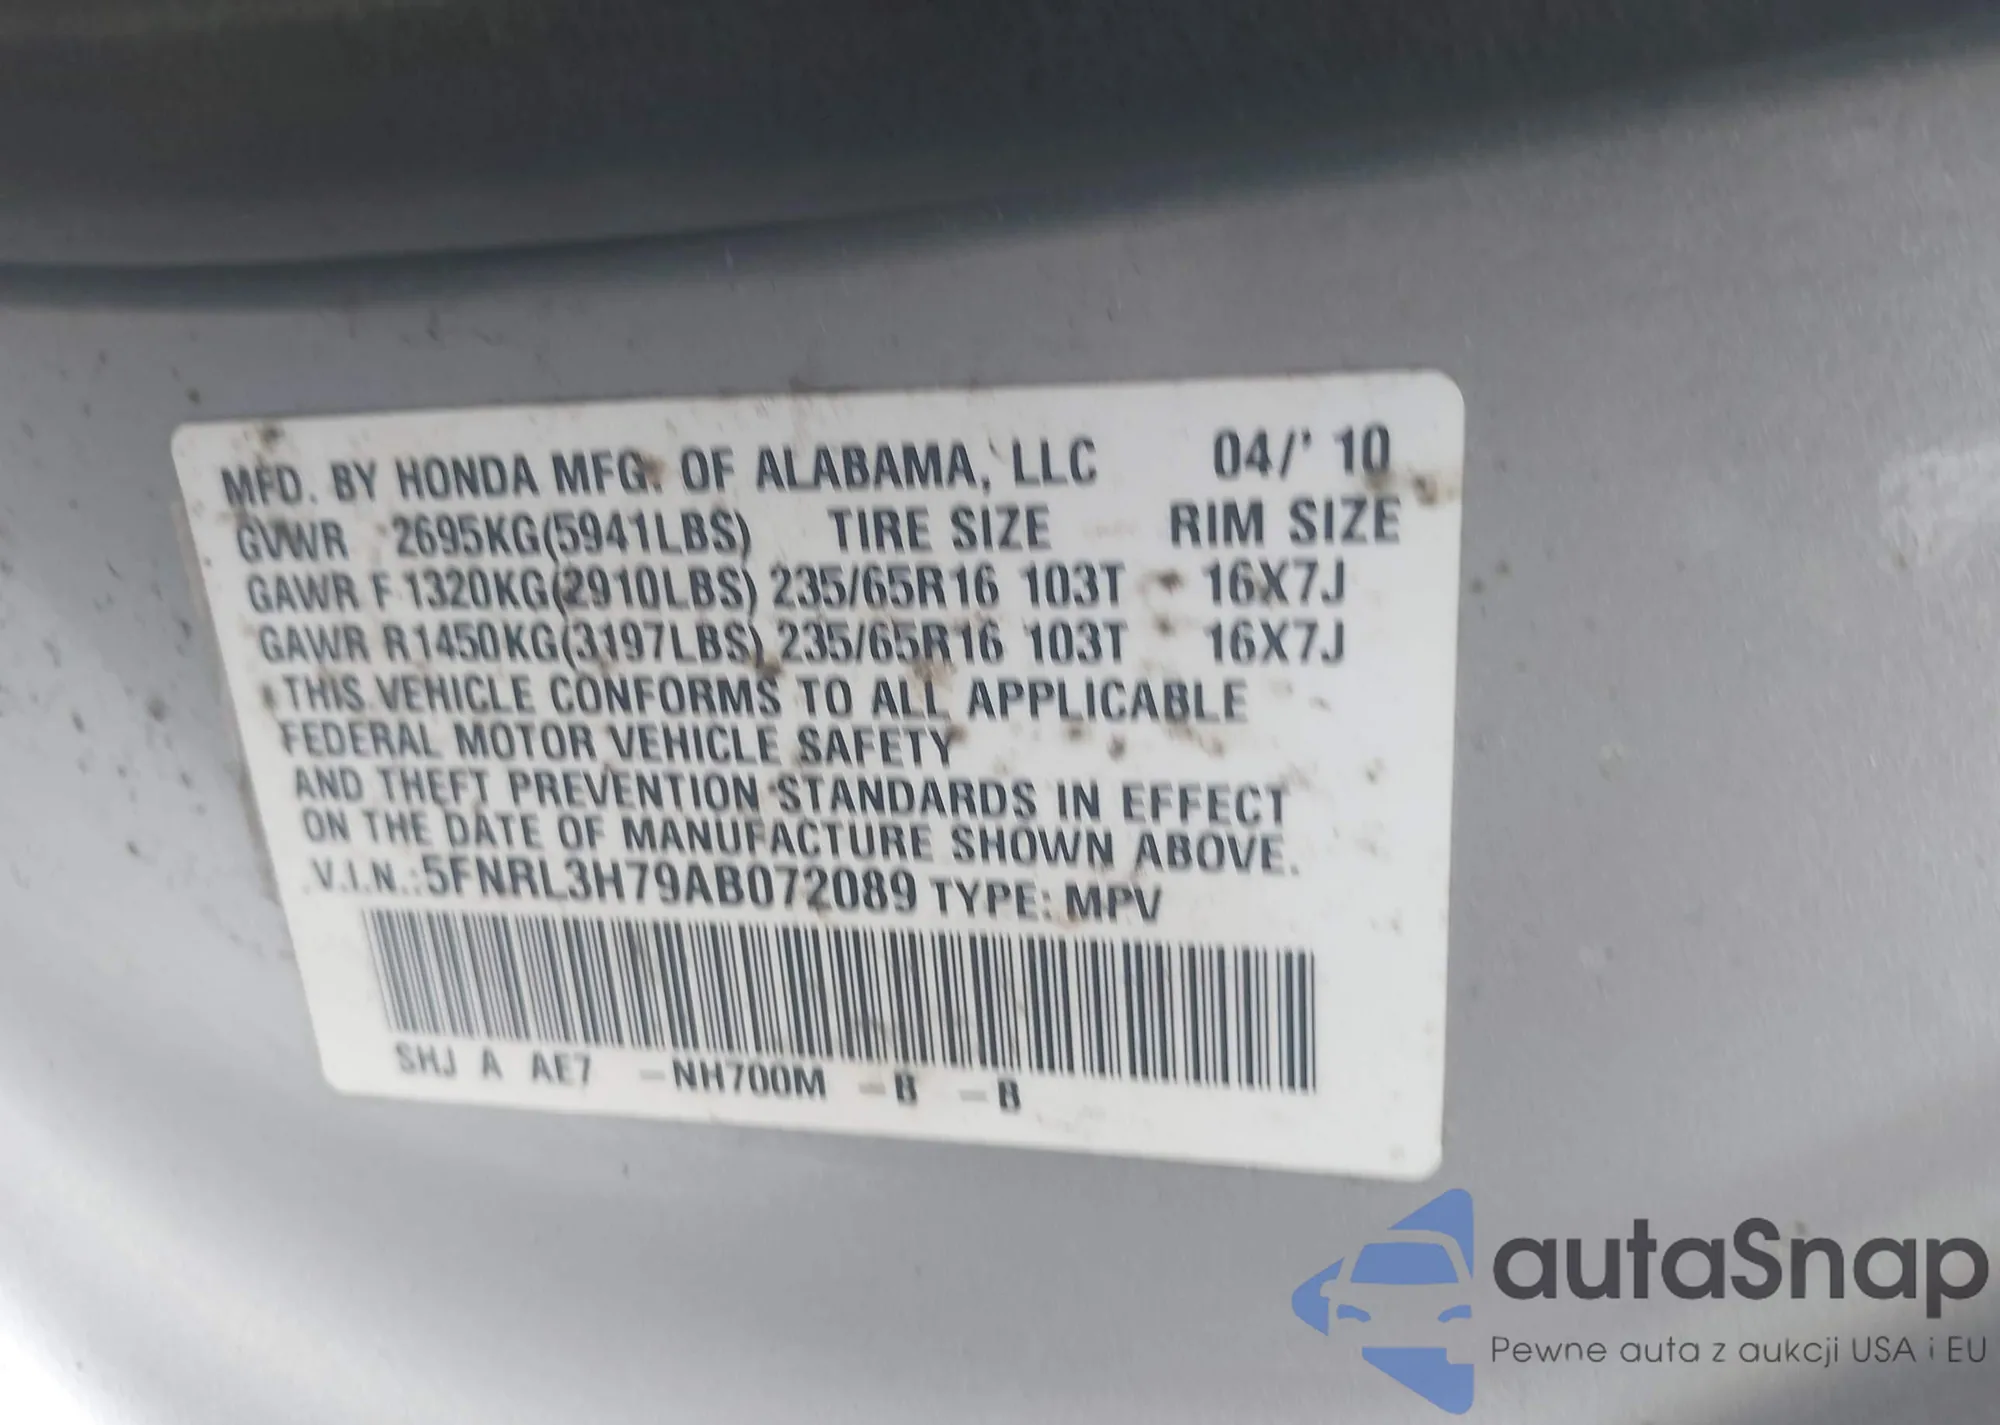 MFD. BY HONDA MFG. OF ALABAMA, LLC 04/' 10
GVWR 2695KG(5941LBS) TIRE SIZE RIM SIZE
GAWR F 1320KG(2910LBS) 235/65R16 103T 16X7J
GAWR R 1450KG(3197LBS) 235/65R16 103T 16X7J
THIS VEHICLE CONFORMS TO ALL APPLICABLE
FEDERAL MOTOR VEHICLE SAFETY
AND THEFT PREVENTION STANDARDS IN EFFECT
ON THE DATE OF MANUFACTURE SHOWN ABOVE.
V.I.N.:5FNRL3H79AB072089 TYPE: MPV
SHJ A AE7 -NH700M -B -B
autaSnap
Pewne auta z aukcji USA i EU